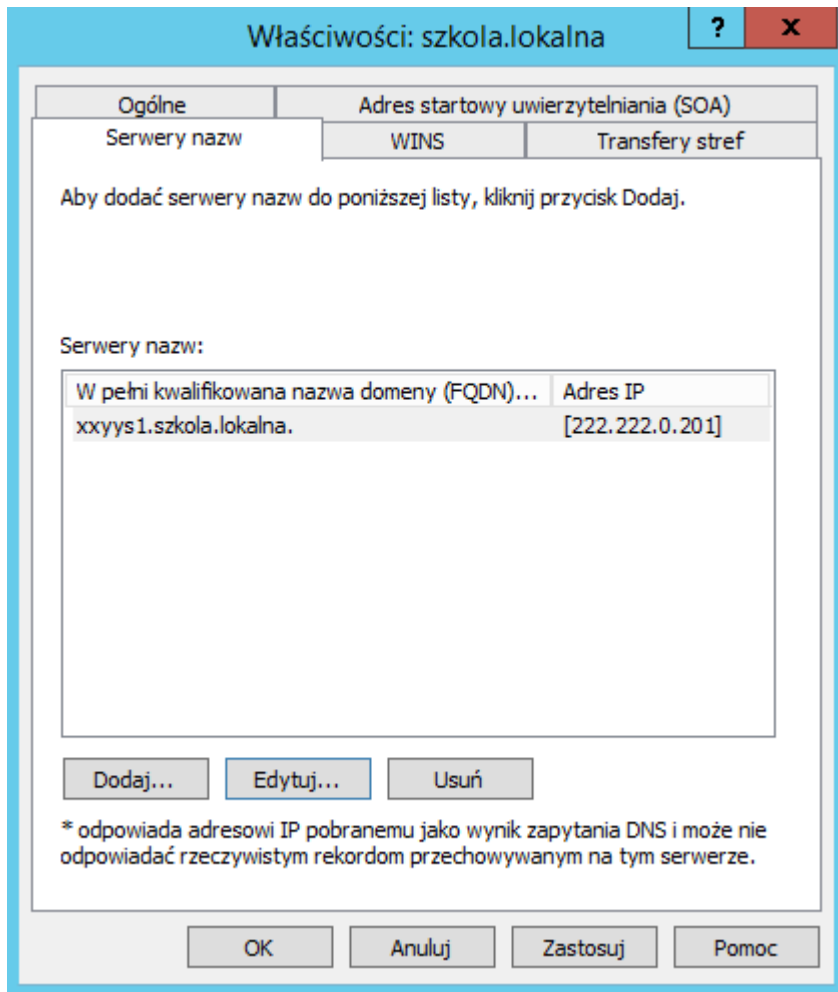 Właściwości: szkola.lokalna
?
x
Ogólne
Adres startowy uwierzytelniania (SOA)
Serwery nazw
WINS
Transfery stref
Aby dodać serwery nazw do poniższej listy, kliknij przycisk Dodaj.
Serwery nazw:
W pełni kwalifikowana nazwa domeny (FQDN)... Adres IP
xxyys1.szkola.lokalna. [222.222.0.201]
Dodaj... Edytuj... Usuń
* odpowiada adresowi IP pobranemu jako wynik zapytania DNS i może nie
odpowiadać rzeczywistym rekordom przechowywanym na tym serwerze.
OK Anuluj Zastosuj Pomoc